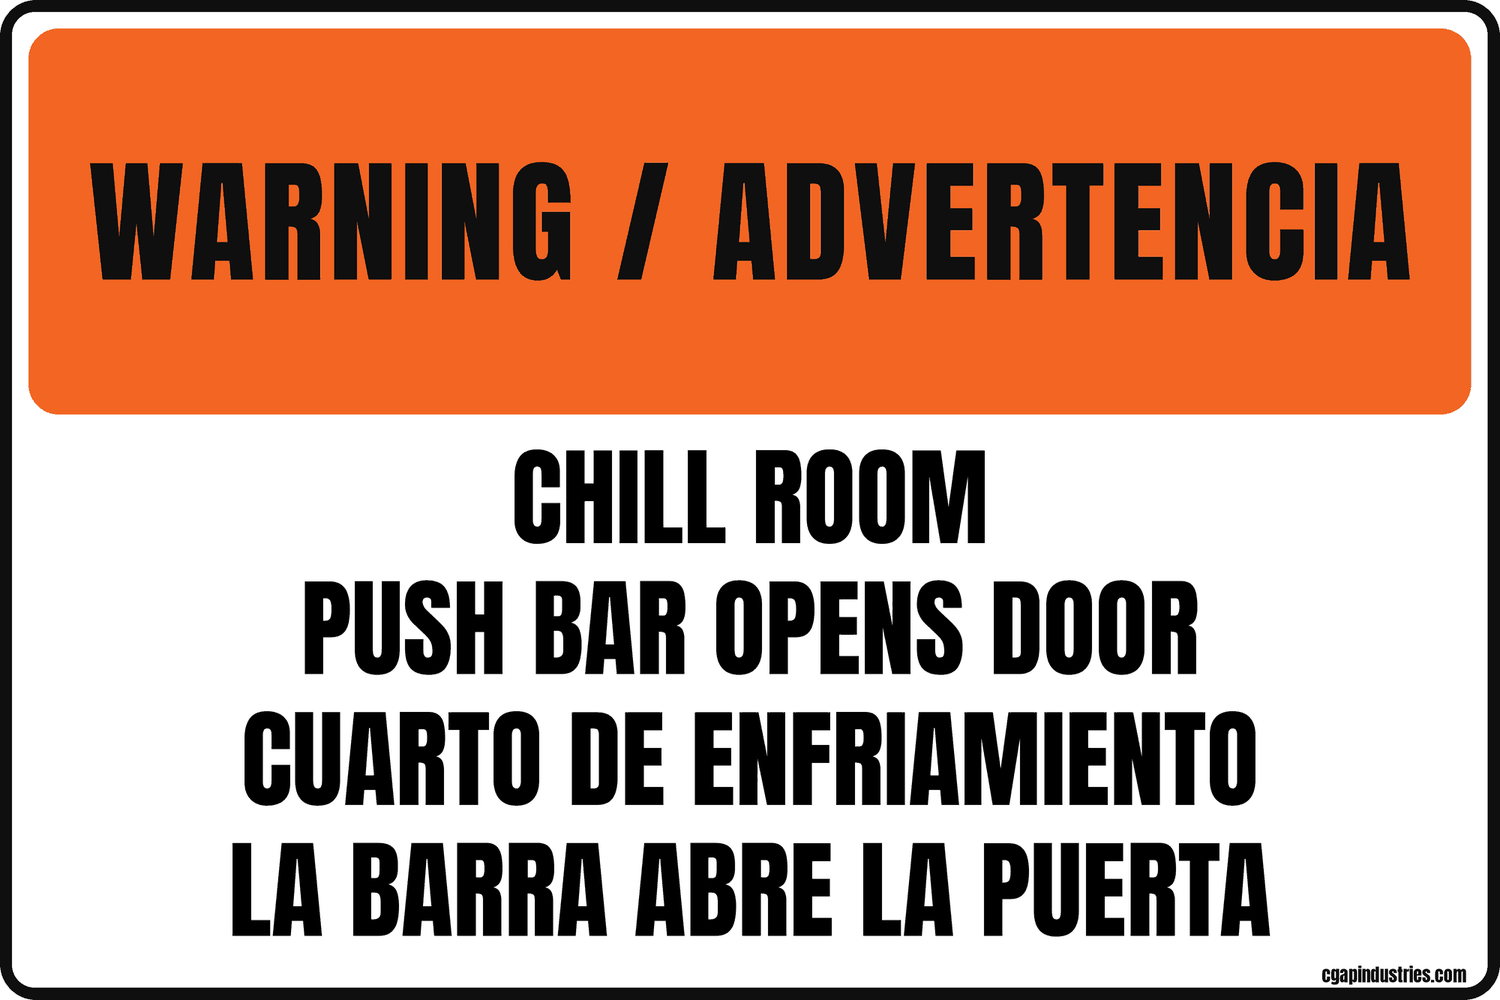 WARNING / ADVERTENCIA
CHILL ROOM
PUSH BAR OPENS DOOR
CUARTO DE ENFRIAMIENTO
LA BARRA ABRE LA PUERTA
cgapindustries.com